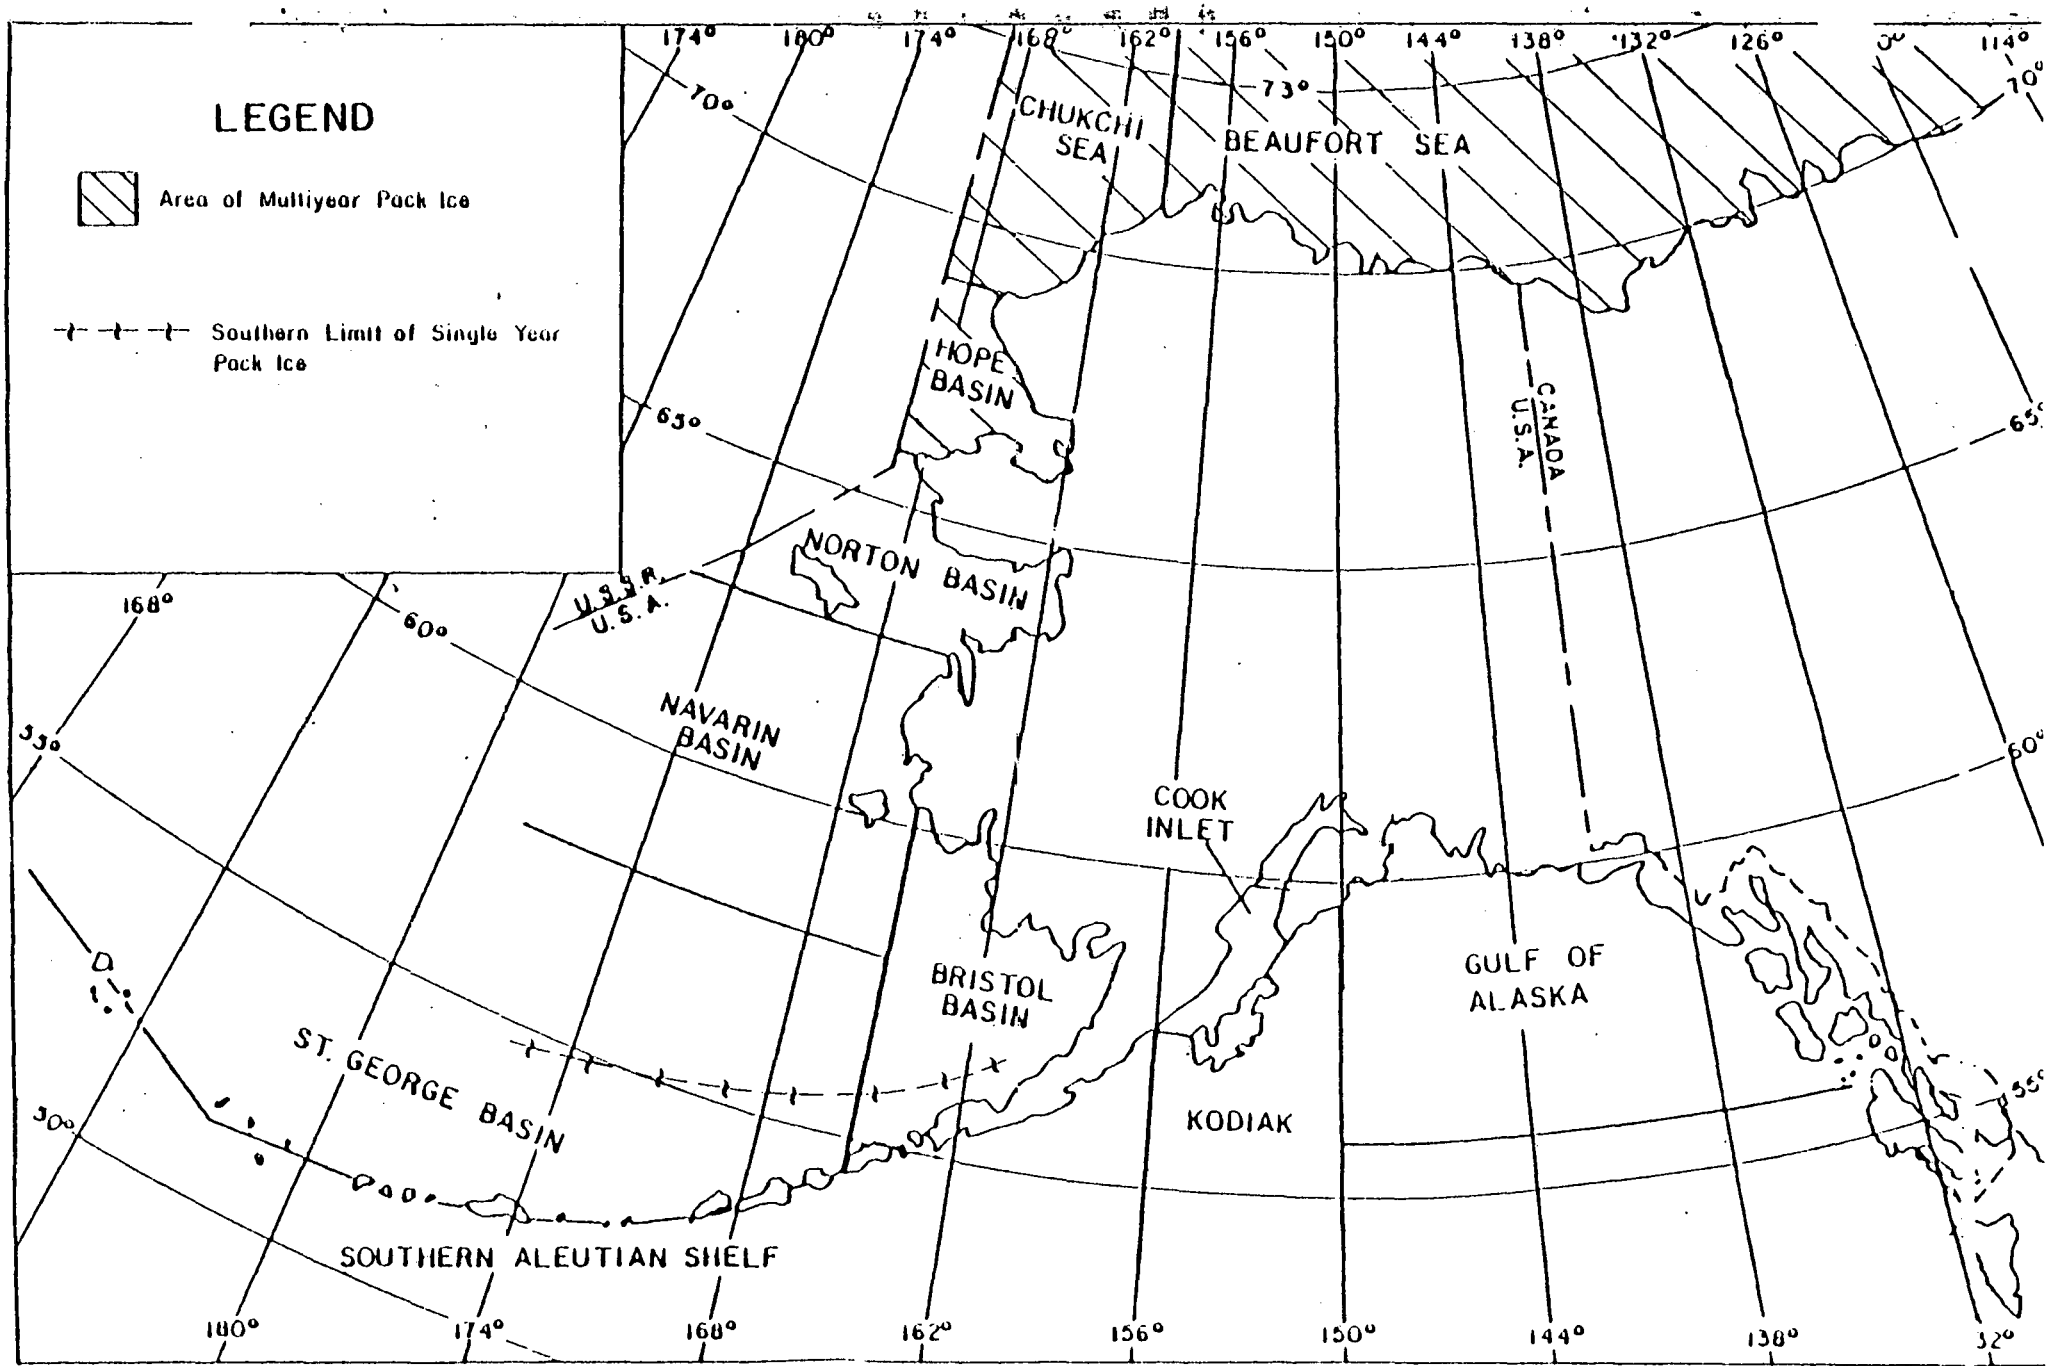 174° 180° 174° 168° 162° 156° 150° 144° 138° 132° 126° 0° 114°
70°
73°
70°
LEGEND
Area of Multiyear Pack Ice
Southern Limit of Single Year
Pack Ice
CHUKCHI
SEA
BEAUFORT SEA
HOPE
BASIN
65°
CANADA
U.S.A.
65°
NORTON BASIN
U.S.S.R.
U.S.A.
168°
60°
NAVARIN
BASIN
55°
60°
COOK
INLET
BRISTOL
BASIN
GULF OF
ALASKA
ST. GEORGE BASIN
KODIAK
55°
50°
SOUTHERN ALEUTIAN SHELF
180° 174° 168° 162° 156° 150° 144° 138° 32°